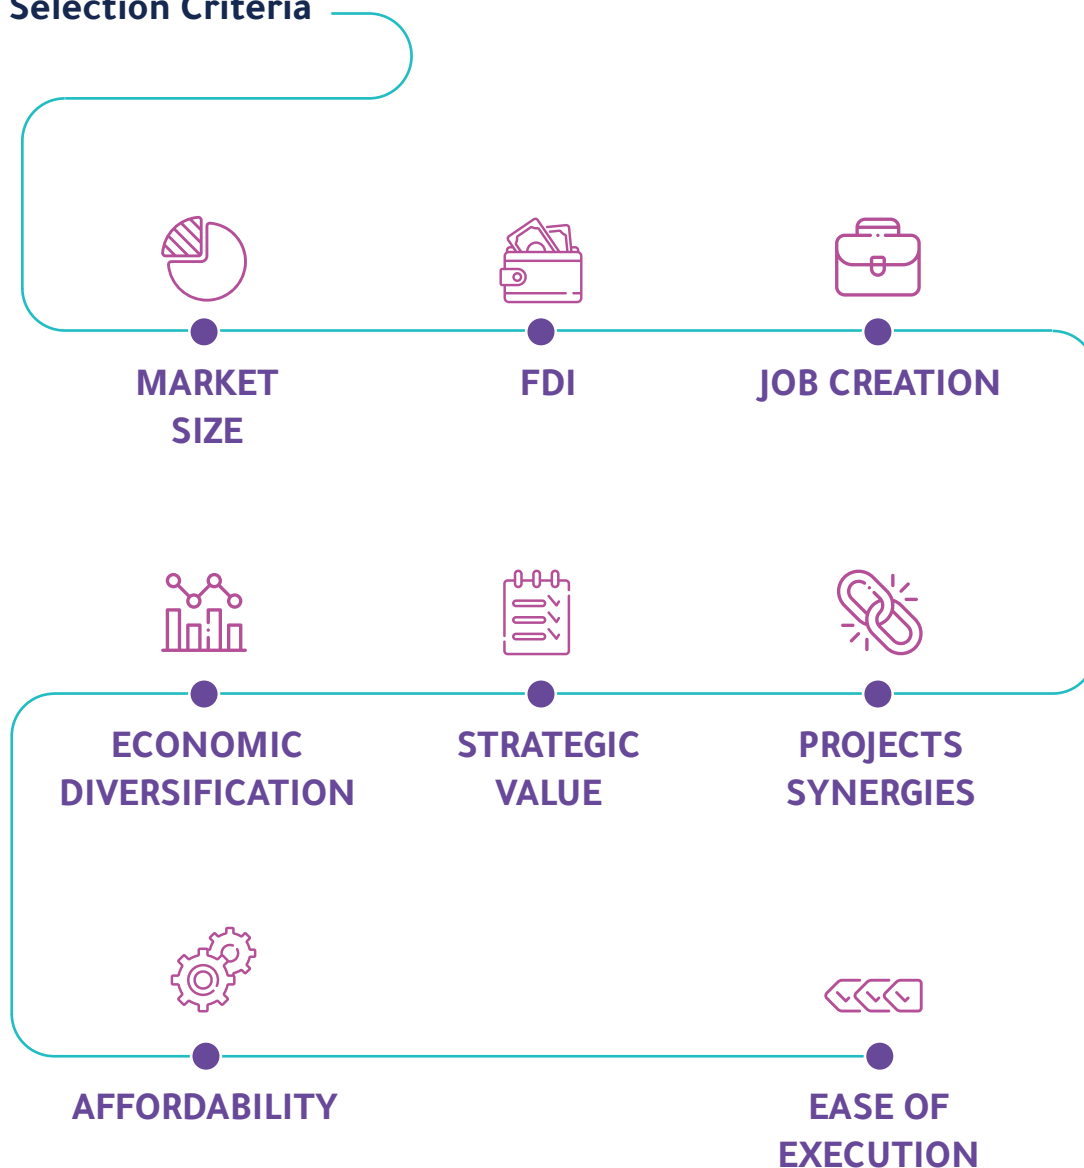 Selection Criteria
MARKET
SIZE
FDI
JOB CREATION
ECONOMIC
DIVERSIFICATION
STRATEGIC
VALUE
PROJECTS
SYNERGIES
AFFORDABILITY
EASE OF
EXECUTION